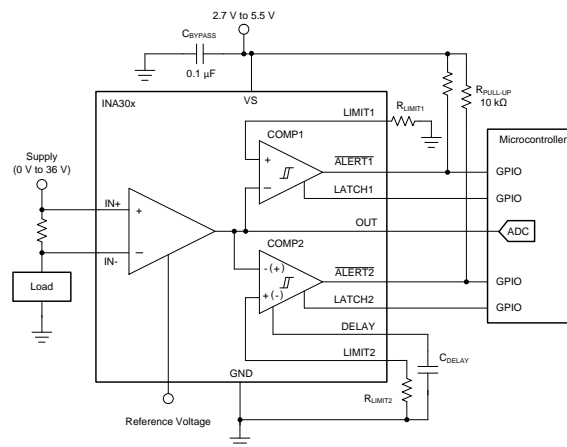 2.7 V to 5.5 V
CBYPASS
0.1 µF
RPULL-UP
10 kΩ
INA30x
VS
LIMIT1
RLIMIT1
Microcontroller
COMP1
Supply
(0 V to 36 V)
+
ALERT1
GPIO
IN+
+
−
LATCH1
GPIO
OUT
ADC
IN-
−
COMP2
Load
- (+)
ALERT2
GPIO
+ (-)
LATCH2
GPIO
DELAY
CDELAY
LIMIT2
GND
RLIMIT2
Reference Voltage